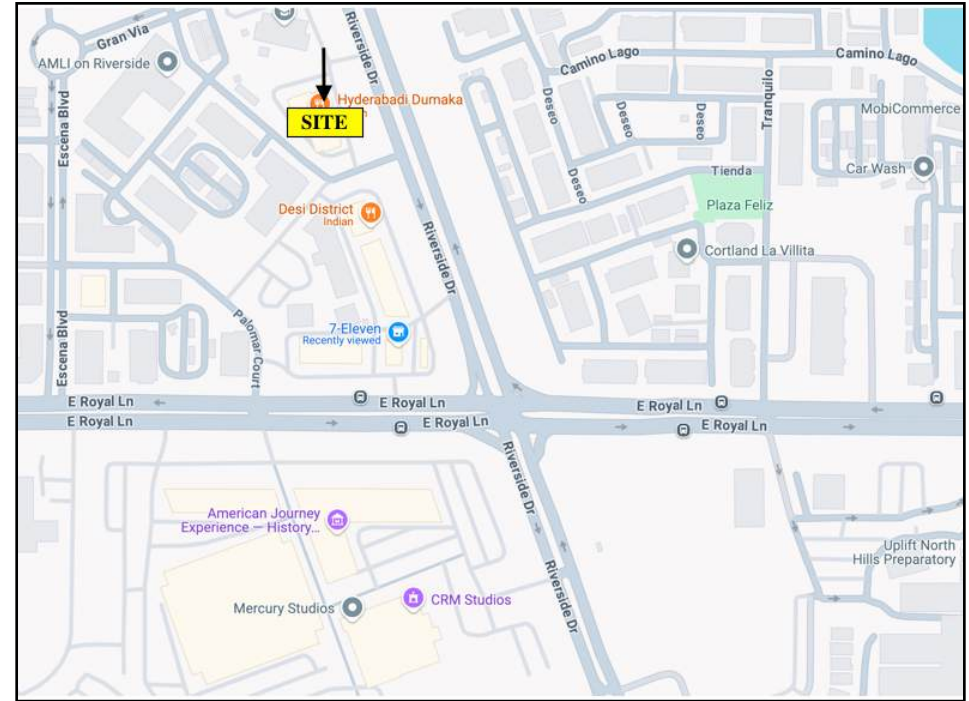 Gran Via
AMLI on Riverside
Escena Blvd
Riverside Dr
Hyderabadi Dumaka
SITE
Camino Lago
Camino Lago
Deseo
Deseo
Deseo
Deseo
Tranquilo
MobiCommerce
Car Wash
Tienda
Plaza Feliz
Cortland La Villita
Desi District
Indian
Riverside Dr
7-Eleven
Recently viewed
Palomar Court
Escena Blvd
E Royal Ln
E Royal Ln
E Royal Ln
E Royal Ln
E Royal Ln
E Royal Ln
Riverside Dr
American Journey
Experience — History...
Uplift North
Hills Preparatory
Riverside Dr
Mercury Studios
CRM Studios